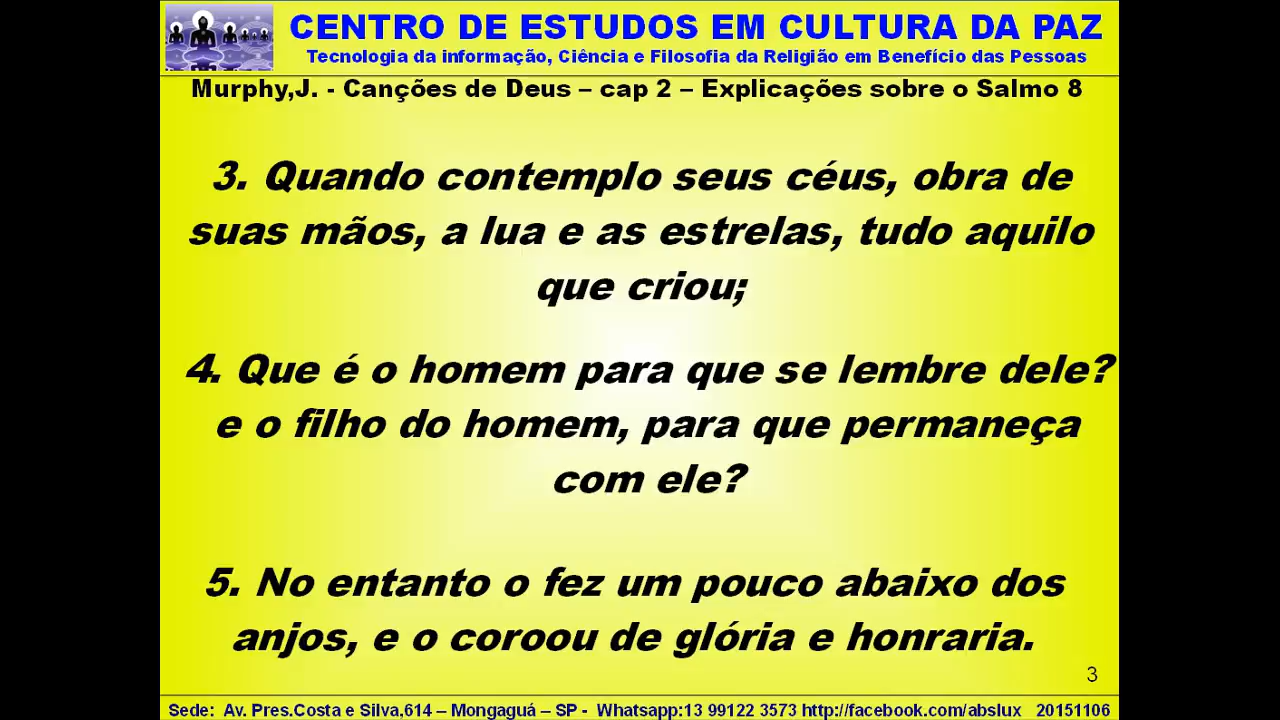 CENTRO DE ESTUDOS EM CULTURA DA PAZ
Tecnologia da informação, Ciência e Filosofia da Religião em Benefício das Pessoas
Murphy,J. - Canções de Deus – cap 2 – Explicações sobre o Salmo 8
3. Quando contemplo seus céus, obra de
suas mãos, a lua e as estrelas, tudo aquilo
que criou;
4. Que é o homem para que se lembre dele?
e o filho do homem, para que permaneça
com ele?
5. No entanto o fez um pouco abaixo dos
anjos, e o coroou de glória e honraria.
3
Sede: Av. Pres.Costa e Silva,614 – Mongaguá – SP - Whatsapp:13 99122 3573 http://facebook.com/abslux 20151106